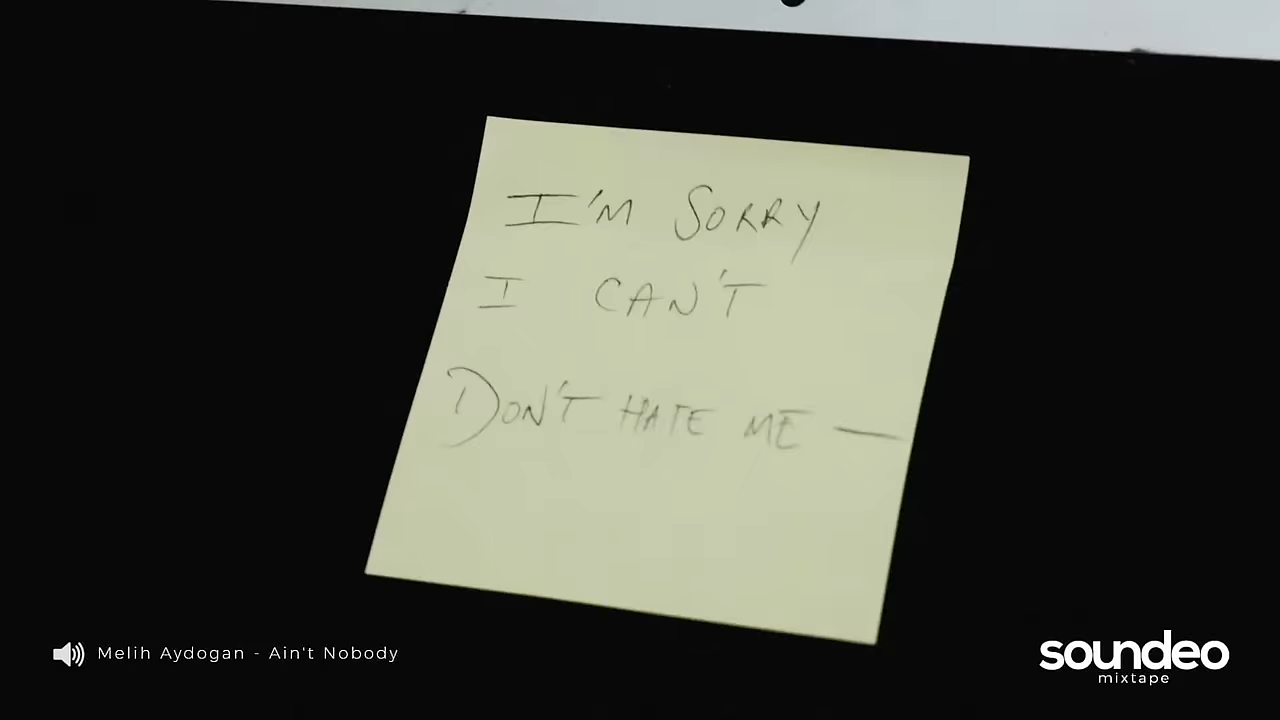 I'M SORRY
I CAN'T
DON'T HATE ME —
Melih Aydogan - Ain't Nobody
soundeo
mixtape